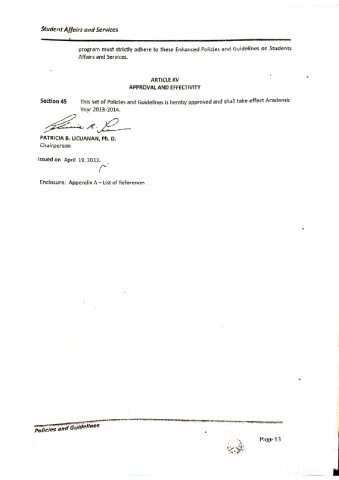 Student Affairs and Services
program must strictly adhere to these Enhanced Policies and Guidelines on Students
Affairs and Services.
ARTICLE XV
APPROVAL AND EFFECTIVITY
Section 45 This set of Policies and Guidelines is hereby approved and shall take effect Academic
Year 2013-2014.
PATRICIA B. LICUANAN, Ph. D.
Chairperson
Issued on April 19, 2013.
Enclosure: Appendix A – List of References
Policies and Guidelines
Page 13